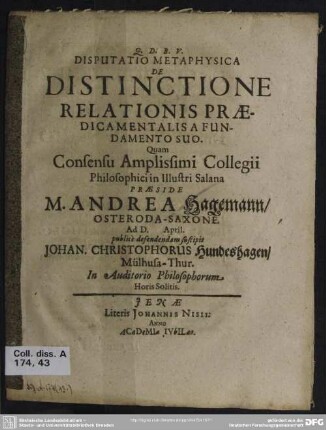 Q. D. B. V.
DISPUTATIO METAPHYSICA
DE
DISTINCTIONE
RELATIONIS PRÆ-
DICAMENTALIS A FUN-
DAMENTO SUO.
Quam
Consensu Amplissimi Collegii
Philosophici in Illustri Salana
PRÆSIDE
M. ANDREA Hagemann/
OSTERODA-SAXONE.
Ad D. April.
publicè defendendam suscipit
JOHAN. CHRISTOPHORUS Hundeshagen/
Mülhusa-Thur.
In Auditorio Philosophorum
Horis Solitis.
JENÆ
Literis JOHANNIS NISII:
Anno
Coll. diss. A
174, 43